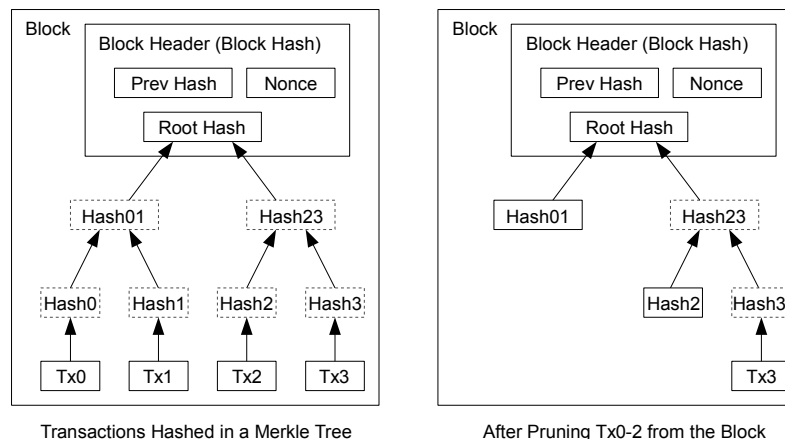 Block
Block Header (Block Hash)
Prev Hash
Nonce
Root Hash
Hash01
Hash23
Hash0
Hash1
Hash2
Hash3
Tx0
Tx1
Tx2
Tx3
Transactions Hashed in a Merkle Tree
Block
Block Header (Block Hash)
Prev Hash
Nonce
Root Hash
Hash01
Hash23
Hash2
Hash3
Tx3
After Pruning Tx0-2 from the Block